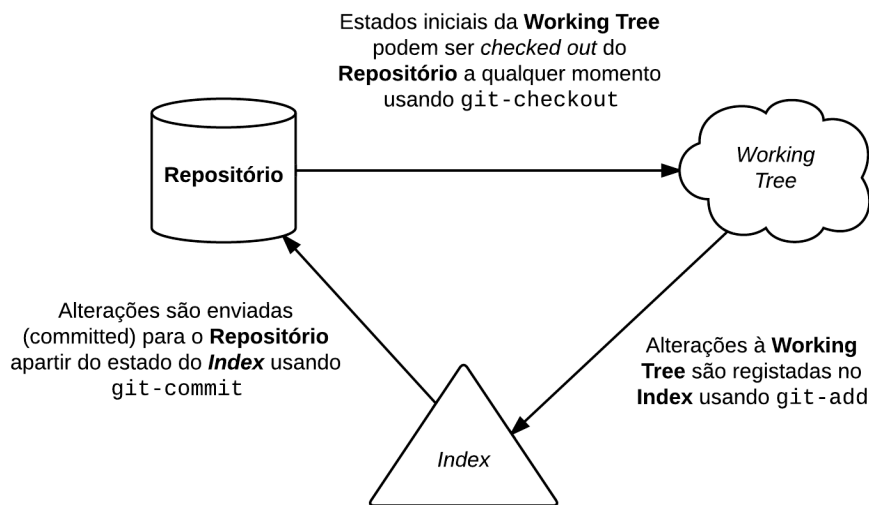 Estados iniciais da Working Tree
podem ser checked out do
Repositório a qualquer momento
usando git-checkout
Repositório
Working
Tree
Alterações são enviadas
(committed) para o Repositório
apartir do estado do Index usando
git-commit
Alterações à Working
Tree são registadas no
Index usando git-add
Index